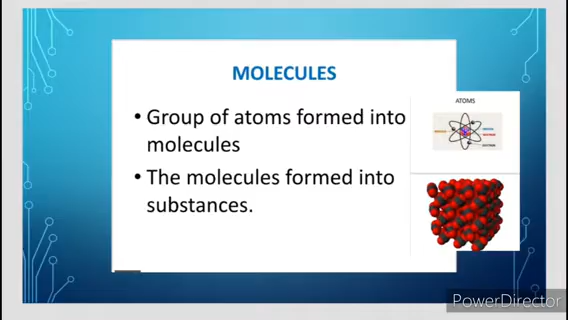 MOLECULES
• Group of atoms formed into
molecules
• The molecules formed into
substances.
ATOMS
PowerDirector